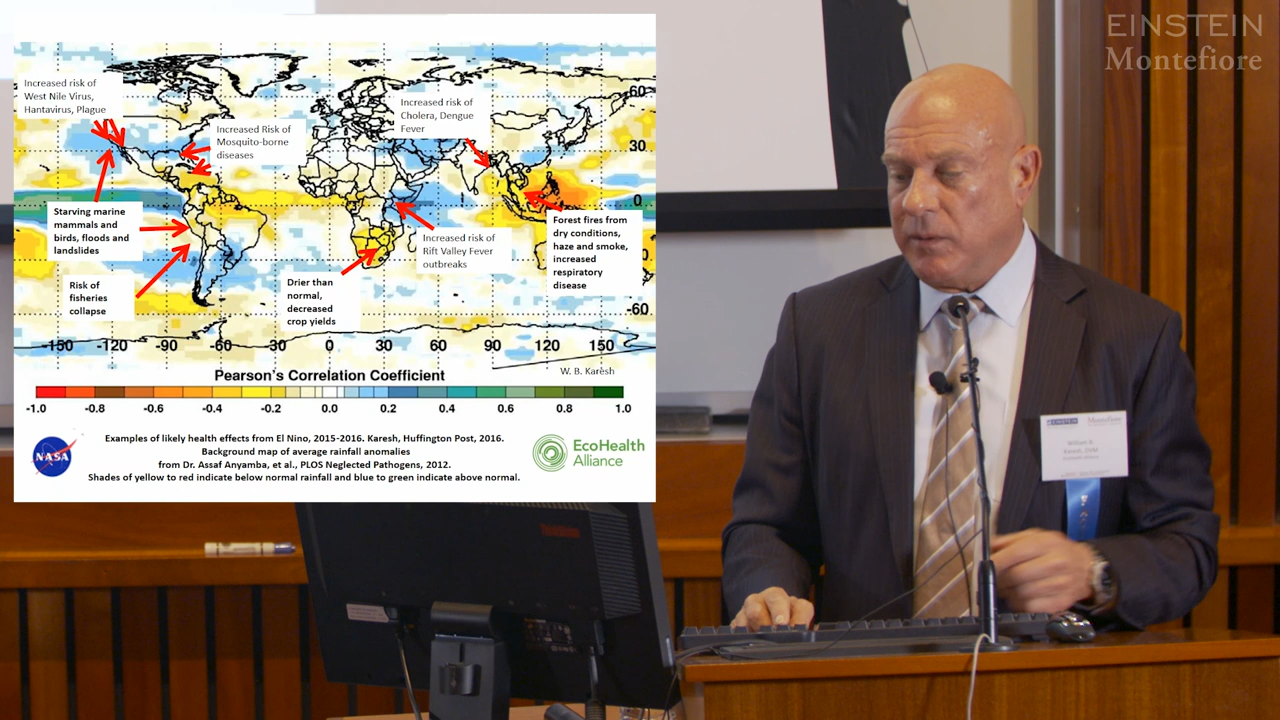 EINSTEIN
Montefiore
Increased risk of
West Nile Virus,
Hantavirus, Plague
Increased Risk of
Mosquito-borne
diseases
Increased risk of
Cholera, Dengue
Fever
Starving marine
mammals and
birds, floods and
landslides
Risk of
fisheries
collapse
Drier than
normal,
decreased
crop yields
Increased risk of
Rift Valley Fever
outbreaks
Forest fires from
dry conditions,
haze and smoke,
increased
respiratory
disease
60
30
0
-60
-150 -120 -90 -60 -30 0 30 60 90 120 150
W. B. Karesh
Pearson's Correlation Coefficient
-1.0 -0.8 -0.6 -0.4 -0.2 0.0 0.2 0.4 0.6 0.8 1.0
NASA
Examples of likely health effects from El Nino, 2015-2016. Karesh, Huffington Post, 2016.
Background map of average rainfall anomalies
from Dr. Assaf Anyamba, et al., PLOS Neglected Pathogens, 2012.
Shades of yellow to red indicate below normal rainfall and blue to green indicate above normal.
EcoHealth
Alliance
EINSTEIN Montefiore
William B.
Karesh, DVM